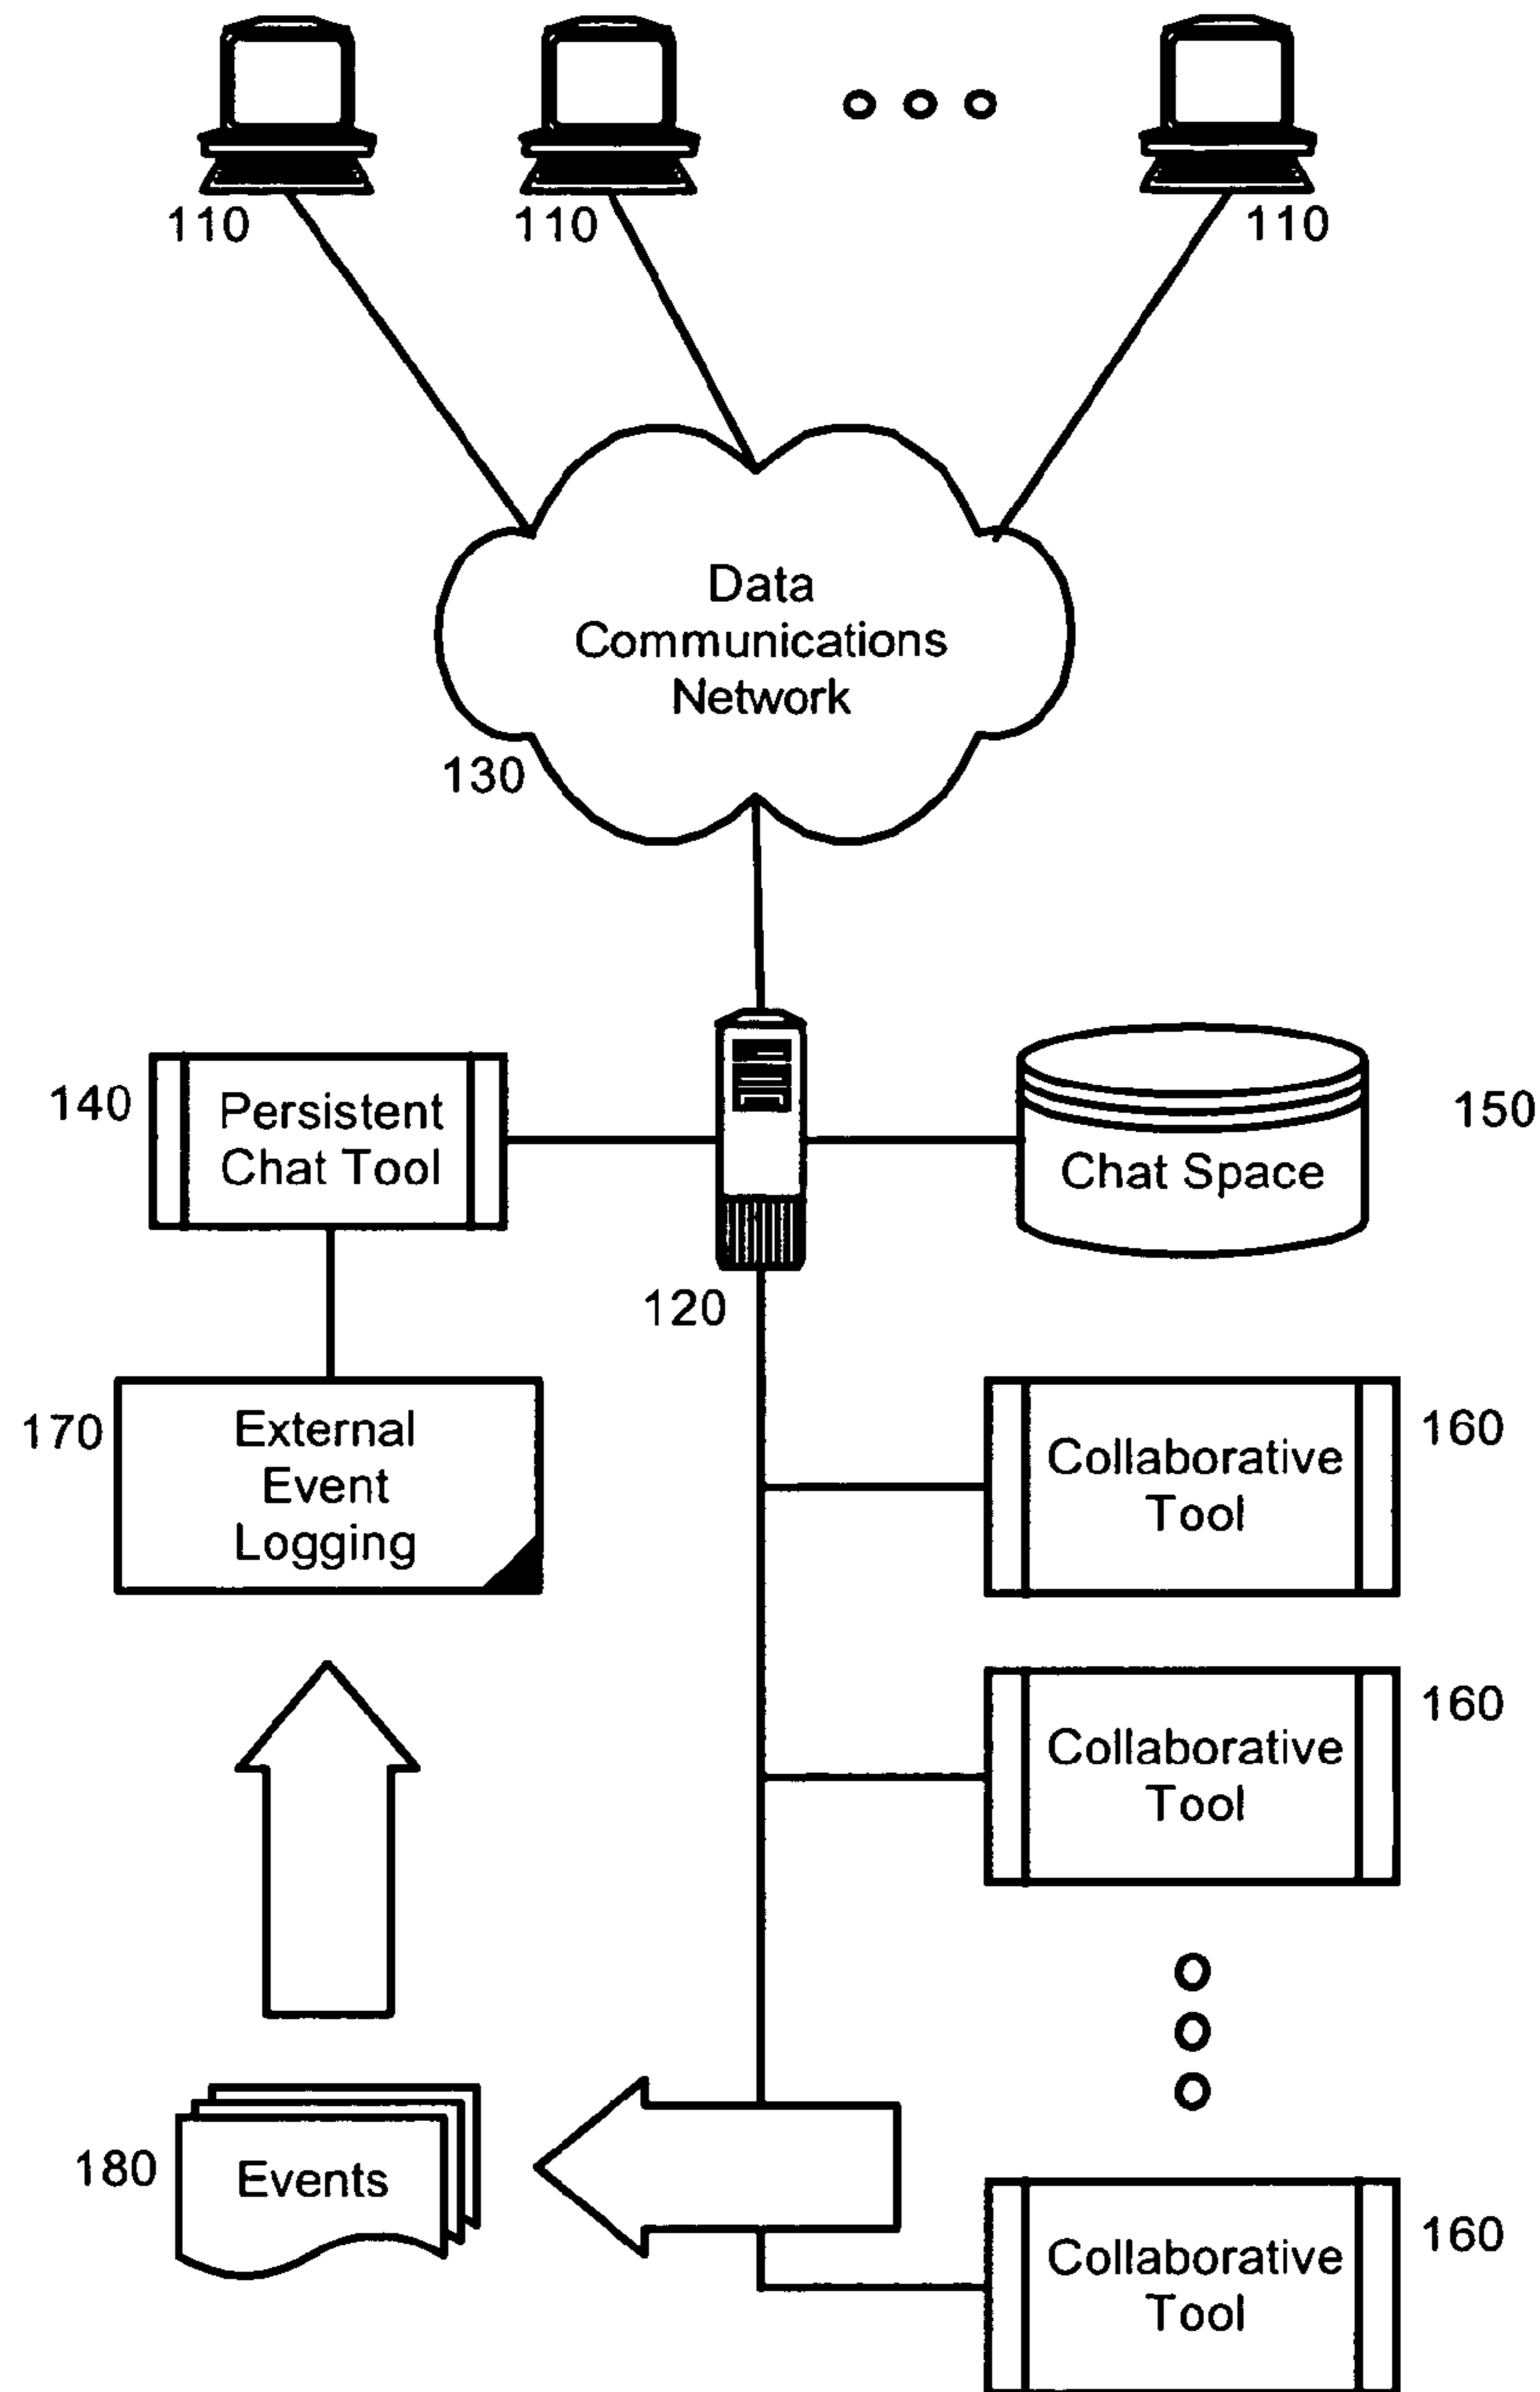 110
110
110
Data
Communications
Network
130
140
Persistent
Chat Tool
150
Chat Space
120
170
External
Event
Logging
160
Collaborative
Tool
160
Collaborative
Tool
180
Events
160
Collaborative
Tool